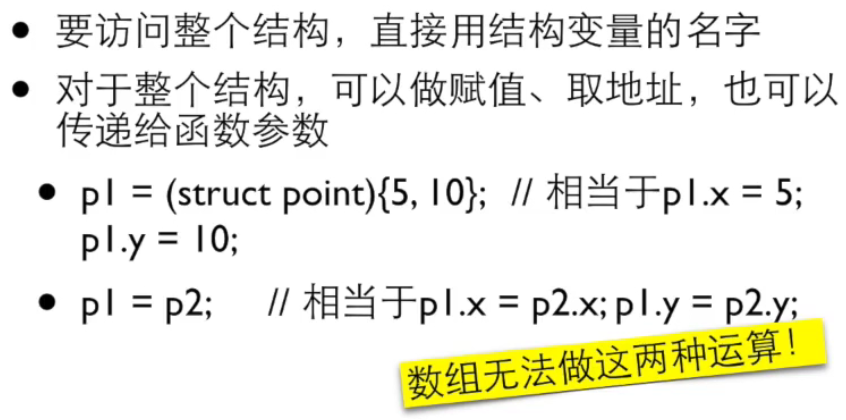 • 要访问整个结构，直接用结构变量的名字
• 对于整个结构，可以做赋值、取地址，也可以
传递给函数参数
• p1 = (struct point){5, 10};  // 相当于p1.x = 5;
p1.y = 10;
• p1 = p2;    // 相当于p1.x = p2.x; p1.y = p2.y;
数组无法做这两种运算！